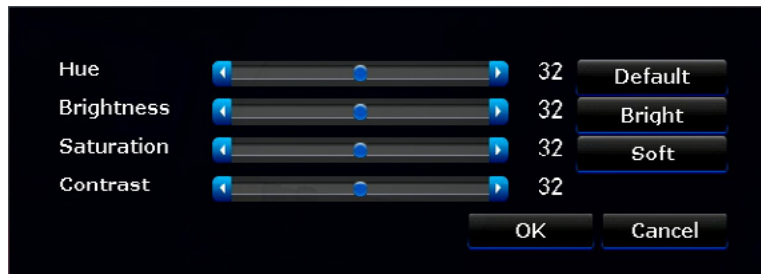 Hue 32 Default
Brightness 32 Bright
Saturation 32 Soft
Contrast 32
OK Cancel